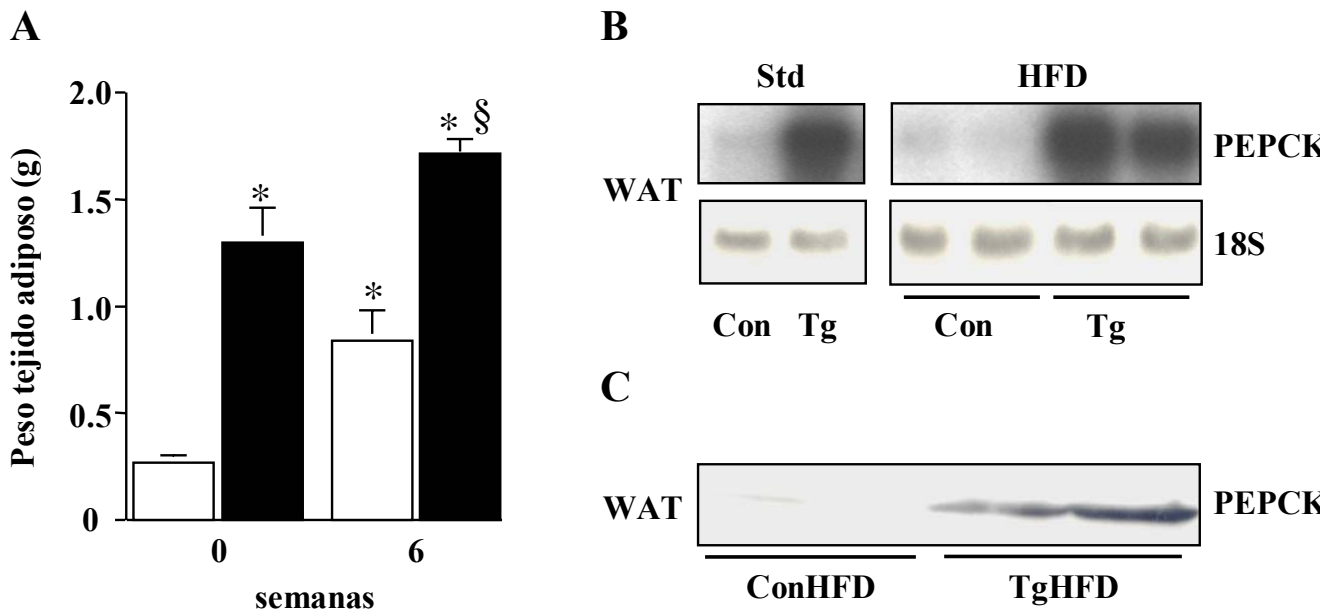 A
Peso tejido adiposo (g)
2.0
1.5
1.0
0.5
0
*
*
* §
0 6
semanas
B
Std HFD
WAT
PEPCK
18S
Con Tg Con Tg
C
WAT
PEPCK
ConHFD TgHFD